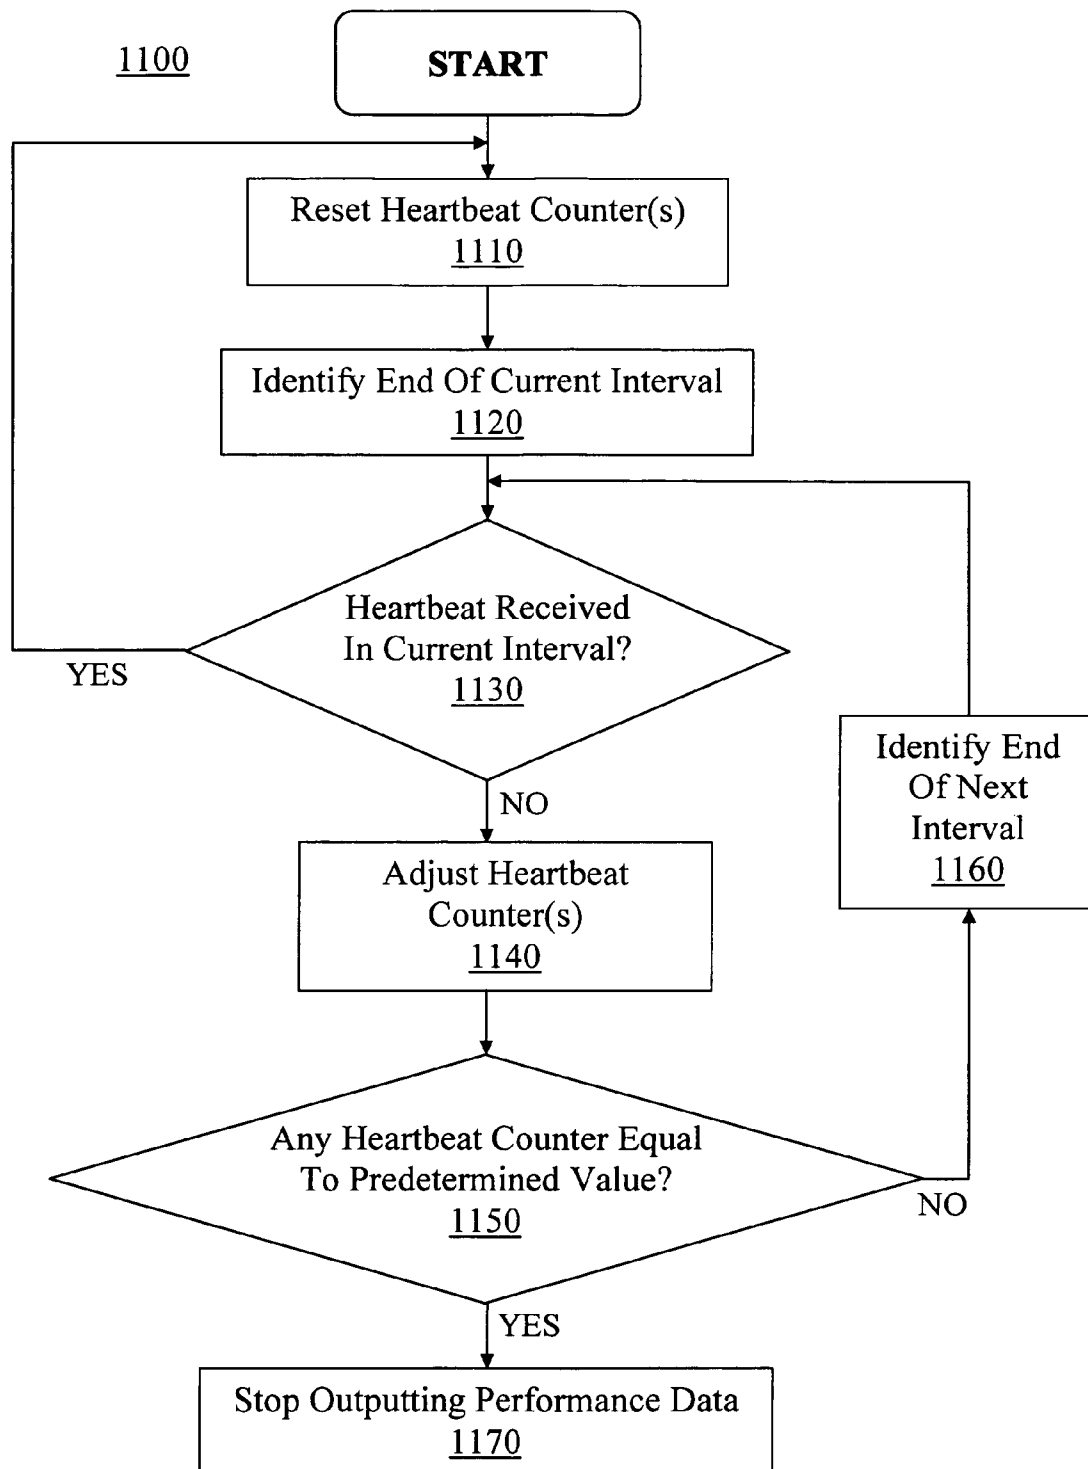 1100
START
Reset Heartbeat Counter(s)
1110
Identify End Of Current Interval
1120
Heartbeat Received
In Current Interval?
1130
YES
NO
Identify End
Of Next
Interval
1160
Adjust Heartbeat
Counter(s)
1140
Any Heartbeat Counter Equal
To Predetermined Value?
1150
NO
YES
Stop Outputting Performance Data
1170